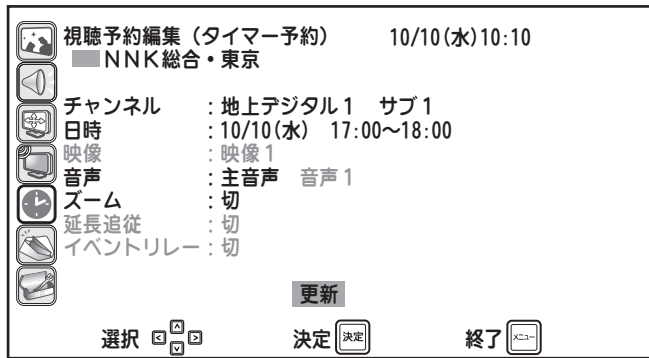 視聴予約編集（タイマー予約） 10/10(水)10:10
NNK総合・東京
チャンネル ：地上デジタル1 サブ1
日時 ：10/10(水) 17:00～18:00
映像 ：映像1
音声 ：主音声 音声1
ズーム ：切
延長追従 ：切
イベントリレー：切
更新
選択 決定 決定 終了 メニュー